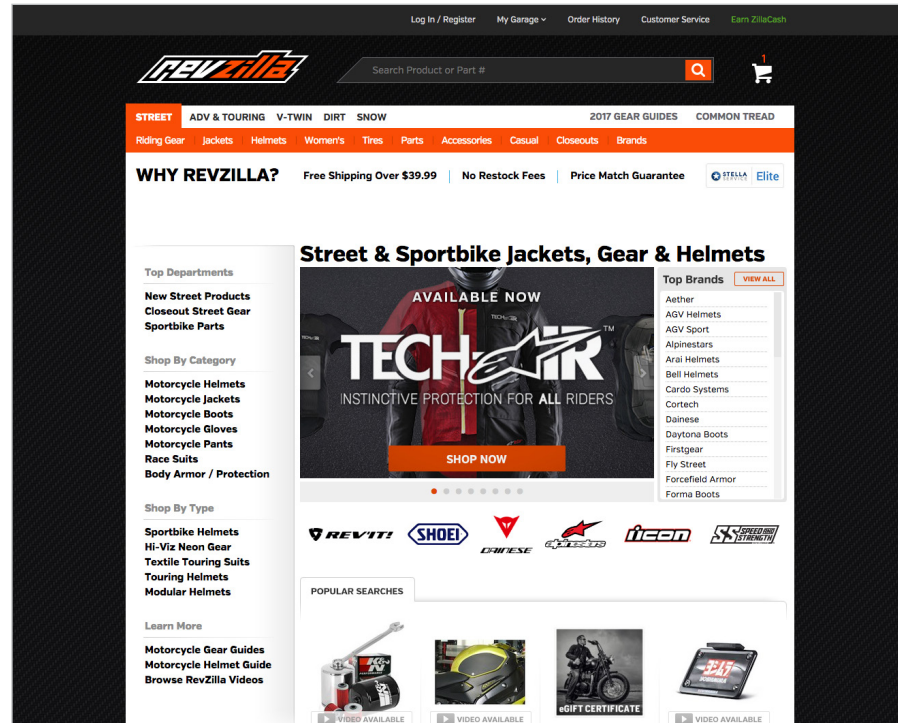 Log In / Register My Garage Order History Customer Service Earn ZillaCash
revzilla
Search Product or Part #
1
STREET ADV & TOURING V-TWIN DIRT SNOW 2017 GEAR GUIDES COMMON TREAD
Riding Gear Jackets Helmets Women's Tires Parts Accessories Casual Closeouts Brands
WHY REVZILLA? Free Shipping Over $39.99 No Restock Fees Price Match Guarantee STELLA SERVICE Elite
Street & Sportbike Jackets, Gear & Helmets
Top Departments
New Street Products
Closeout Street Gear
Sportbike Parts
Shop By Category
Motorcycle Helmets
Motorcycle Jackets
Motorcycle Boots
Motorcycle Gloves
Motorcycle Pants
Race Suits
Body Armor / Protection
Shop By Type
Sportbike Helmets
Hi-Viz Neon Gear
Textile Touring Suits
Touring Helmets
Modular Helmets
Learn More
Motorcycle Gear Guides
Motorcycle Helmet Guide
Browse RevZilla Videos
AVAILABLE NOW
TECH-AIR™
INSTINCTIVE PROTECTION FOR ALL RIDERS
SHOP NOW
Top Brands VIEW ALL
Aether
AGV Helmets
AGV Sport
Alpinestars
Arai Helmets
Bell Helmets
Cardo Systems
Cortech
Dainese
Daytona Boots
Firstgear
Fly Street
Forcefield Armor
Forma Boots
REV'IT! SHOEI DAINESE alpinestars icon SS SPEED AND STRENGTH
POPULAR SEARCHES
K&N
eGIFT CERTIFICATE
YOSHIMURA
VIDEO AVAILABLE VIDEO AVAILABLE VIDEO AVAILABLE